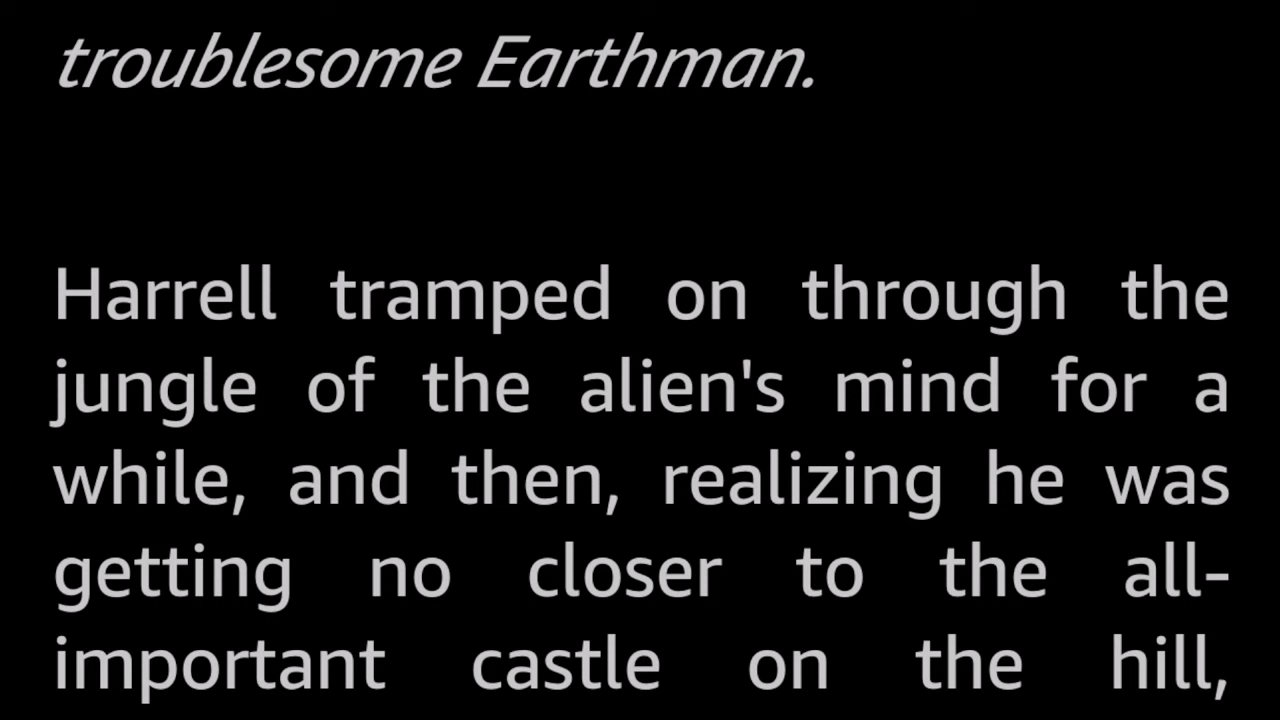 troublesome Earthman.
Harrell tramped on through the
jungle of the alien's mind for a
while, and then, realizing he was
getting no closer to the all-
important castle on the hill,